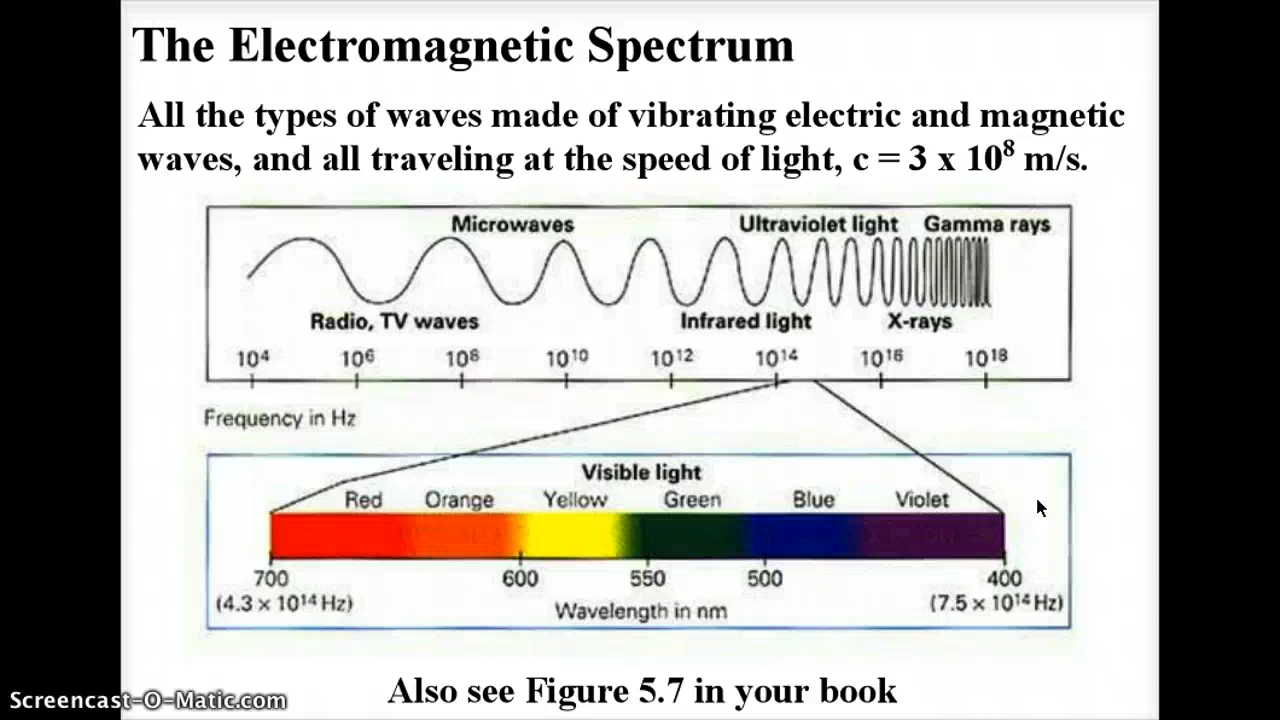 The Electromagnetic Spectrum
All the types of waves made of vibrating electric and magnetic
waves, and all traveling at the speed of light, c = 3 x 10⁸ m/s.
Microwaves Ultraviolet light Gamma rays
Radio, TV waves Infrared light X-rays
10⁴ 10⁶ 10⁸ 10¹⁰ 10¹² 10¹⁴ 10¹⁶ 10¹⁸
Frequency in Hz
Visible light
Red Orange Yellow Green Blue Violet
700 600 550 500 400
(4.3 × 10¹⁴ Hz) Wavelength in nm (7.5 × 10¹⁴ Hz)
Also see Figure 5.7 in your book
Screencast-O-Matic.com